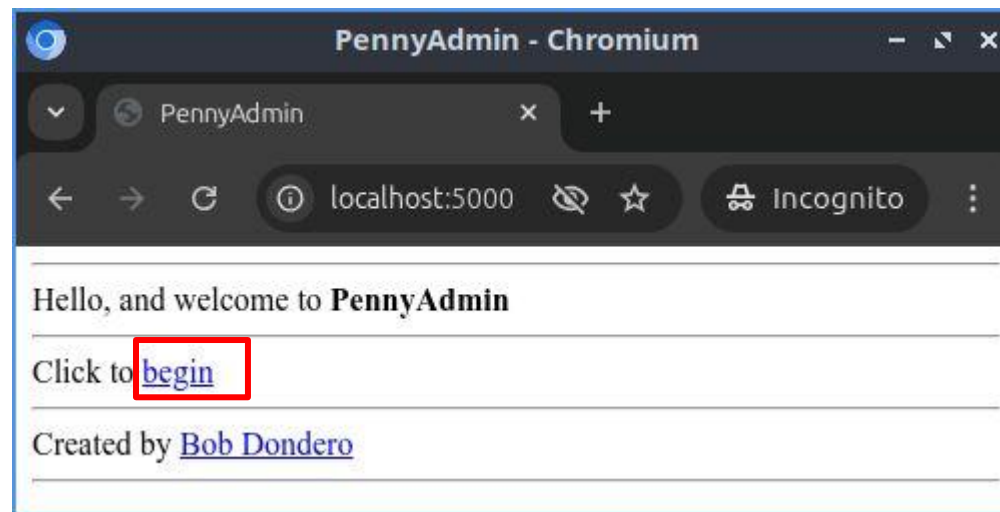 PennyAdmin - Chromium
PennyAdmin
localhost:5000 Incognito
Hello, and welcome to PennyAdmin
Click to begin
Created by Bob Dondero